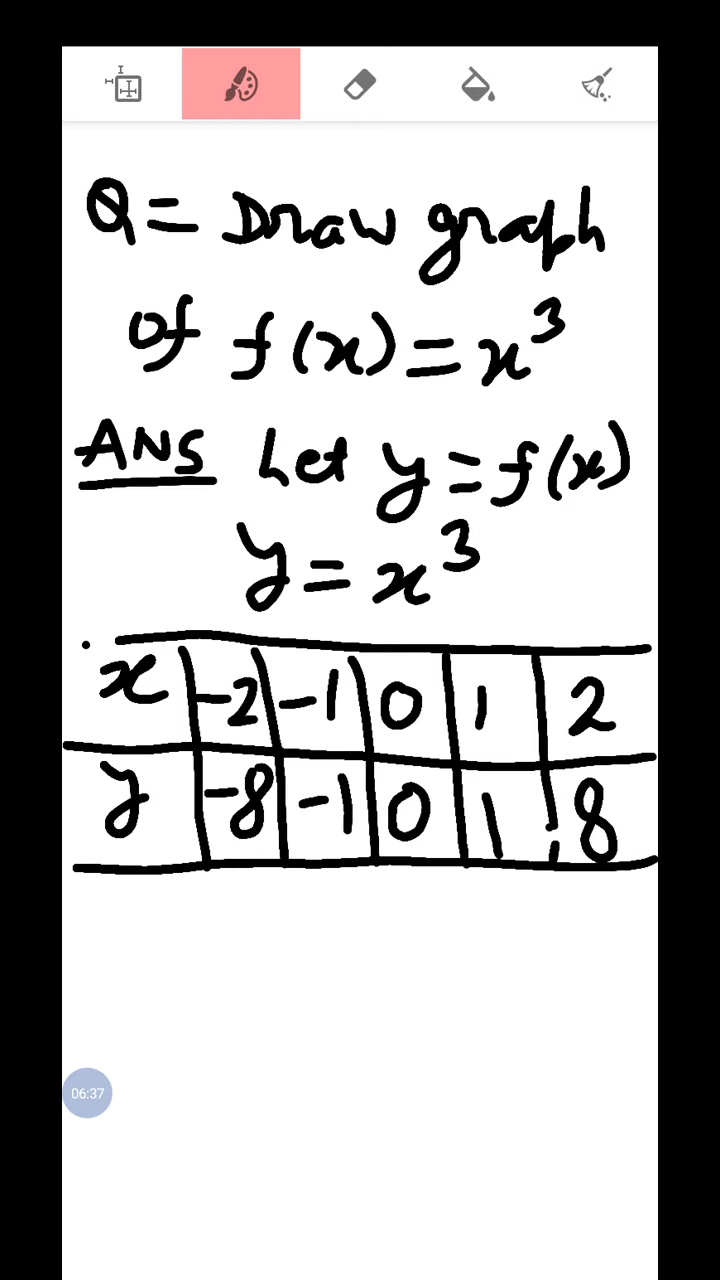 Q = Draw graph
of f(x) = x³
ANS Let y = f(x)
y = x³
x -2 -1 0 1 2
y -8 -1 0 1 8
06:37